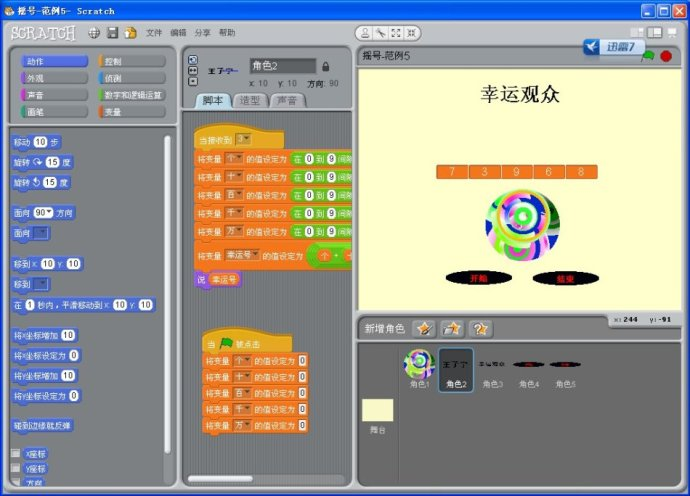 摇号-范例5- Scratch
SCRATCH 文件 编辑 分享 帮助
动作 控制
外观 侦测
声音 数字和逻辑运算
画笔 变量
移动 10 步
旋转 15 度
旋转 15 度
面向 90 方向
面向
移到 x: 10 y: 10
移到
在 1 秒内，平滑移动到 x: 10 y: 10
将x坐标增加 10
将x坐标设定为 0
将y坐标增加 10
将y坐标设定为 0
碰到边缘就反弹
x座标
y座标
方向
角色2
x: 10 y: 10 方向: 90
脚本 造型 声音
当接收到 3
将变量 个 的值设定为 在 0 到 9 间隔
将变量 十 的值设定为 在 0 到 9 间隔
将变量 百 的值设定为 在 0 到 9 间隔
将变量 千 的值设定为 在 0 到 9 间隔
将变量 万 的值设定为 在 0 到 9 间隔
将变量 幸运号 的值设定为 个 +
说 幸运号
当 被点击
将变量 个 的值设定为 0
将变量 十 的值设定为 0
将变量 百 的值设定为 0
将变量 千 的值设定为 0
将变量 万 的值设定为 0
摇号-范例5
迅雷7
幸运观众
7 3 9 6 8
开始 结束
x: 244 y: -91
新增角色
角色1 角色2 角色3 角色4 角色5
舞台